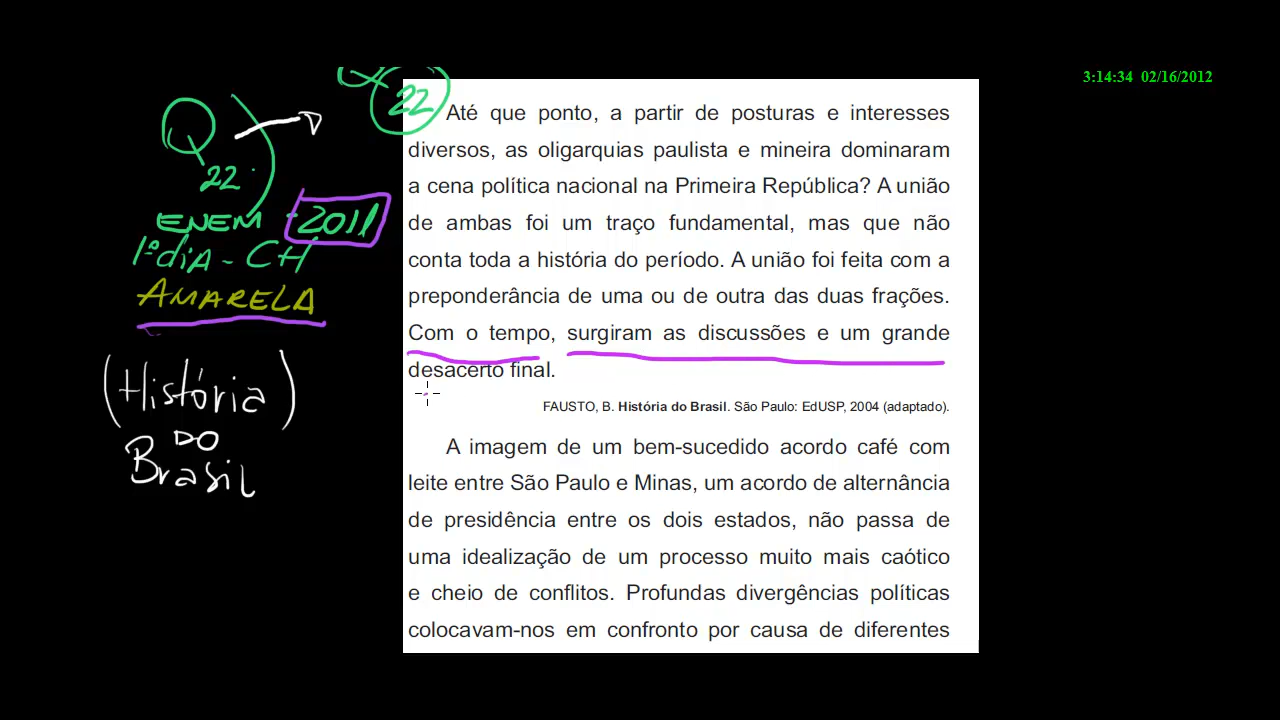 3:14:34 02/16/2012
Q
22
Q
22
ENEM - 2011
1º diA - CH
AMARELA
(História)
DO
Brasil
Até que ponto, a partir de posturas e interesses
diversos, as oligarquias paulista e mineira dominaram
a cena política nacional na Primeira República? A união
de ambas foi um traço fundamental, mas que não
conta toda a história do período. A união foi feita com a
preponderância de uma ou de outra das duas frações.
Com o tempo, surgiram as discussões e um grande
desacerto final.
FAUSTO, B. História do Brasil. São Paulo: EdUSP, 2004 (adaptado).
A imagem de um bem-sucedido acordo café com
leite entre São Paulo e Minas, um acordo de alternância
de presidência entre os dois estados, não passa de
uma idealização de um processo muito mais caótico
e cheio de conflitos. Profundas divergências políticas
colocavam-nos em confronto por causa de diferentes